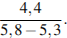 4,4
5,8 – 5,3 .